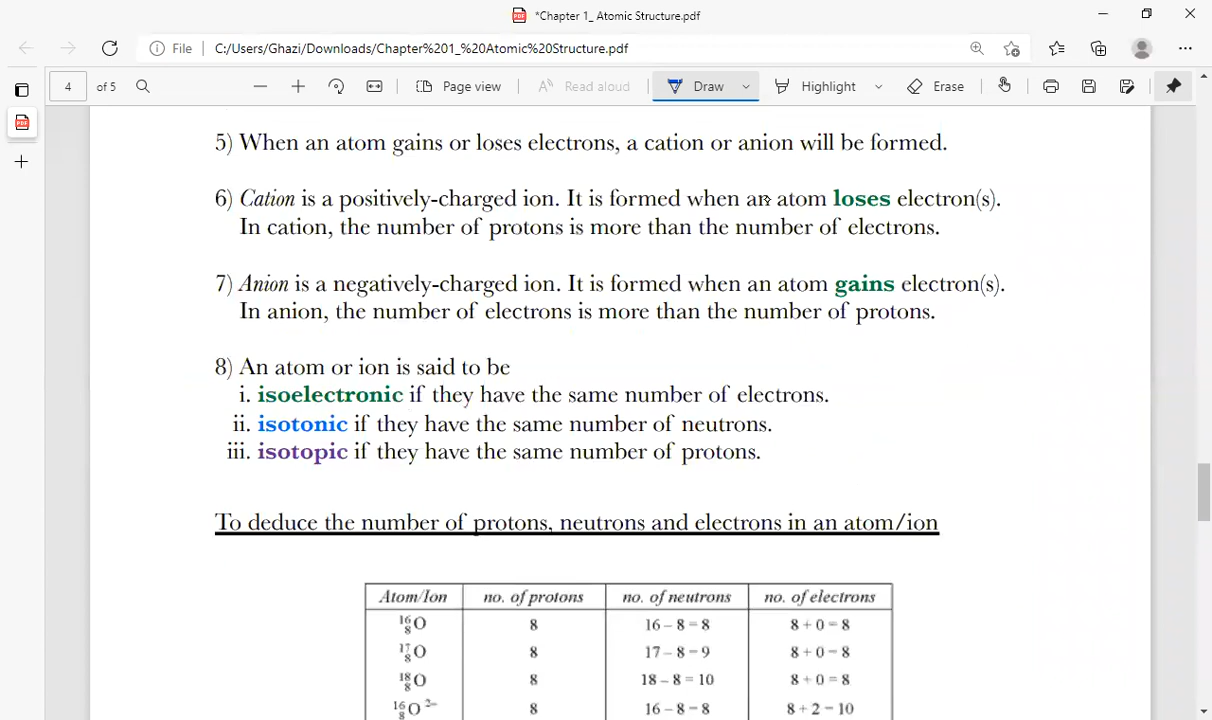 *Chapter 1_ Atomic Structure.pdf
File | C:/Users/Ghazi/Downloads/Chapter%201_%20Atomic%20Structure.pdf
4 of 5 Page view Read aloud Draw Highlight Erase
5) When an atom gains or loses electrons, a cation or anion will be formed.
6) Cation is a positively-charged ion. It is formed when an atom loses electron(s).
In cation, the number of protons is more than the number of electrons.
7) Anion is a negatively-charged ion. It is formed when an atom gains electron(s).
In anion, the number of electrons is more than the number of protons.
8) An atom or ion is said to be
i. isoelectronic if they have the same number of electrons.
ii. isotonic if they have the same number of neutrons.
iii. isotopic if they have the same number of protons.
To deduce the number of protons, neutrons and electrons in an atom/ion
Atom/Ion no. of protons no. of neutrons no. of electrons
¹⁶₈O 8 16 – 8 = 8 8 + 0 = 8
¹⁷₈O 8 17 – 8 = 9 8 + 0 = 8
¹⁸₈O 8 18 – 8 = 10 8 + 0 = 8
¹⁶₈O²⁻ 8 16 – 8 = 8 8 + 2 = 10